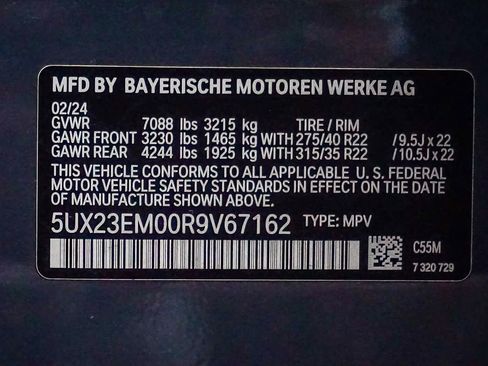 MFD BY BAYERISCHE MOTOREN WERKE AG
02/24
GVWR 7088 lbs 3215 kg TIRE / RIM
GAWR FRONT 3230 lbs 1465 kg WITH 275/40 R22 / 9.5J x 22
GAWR REAR 4244 lbs 1925 kg WITH 315/35 R22 / 10.5J x 22
THIS VEHICLE CONFORMS TO ALL APPLICABLE U. S. FEDERAL
MOTOR VEHICLE SAFETY STANDARDS IN EFFECT ON THE DATE
OF MANUFACTURE SHOWN ABOVE.
5UX23EM00R9V67162 TYPE: MPV
C55M
7 320 729